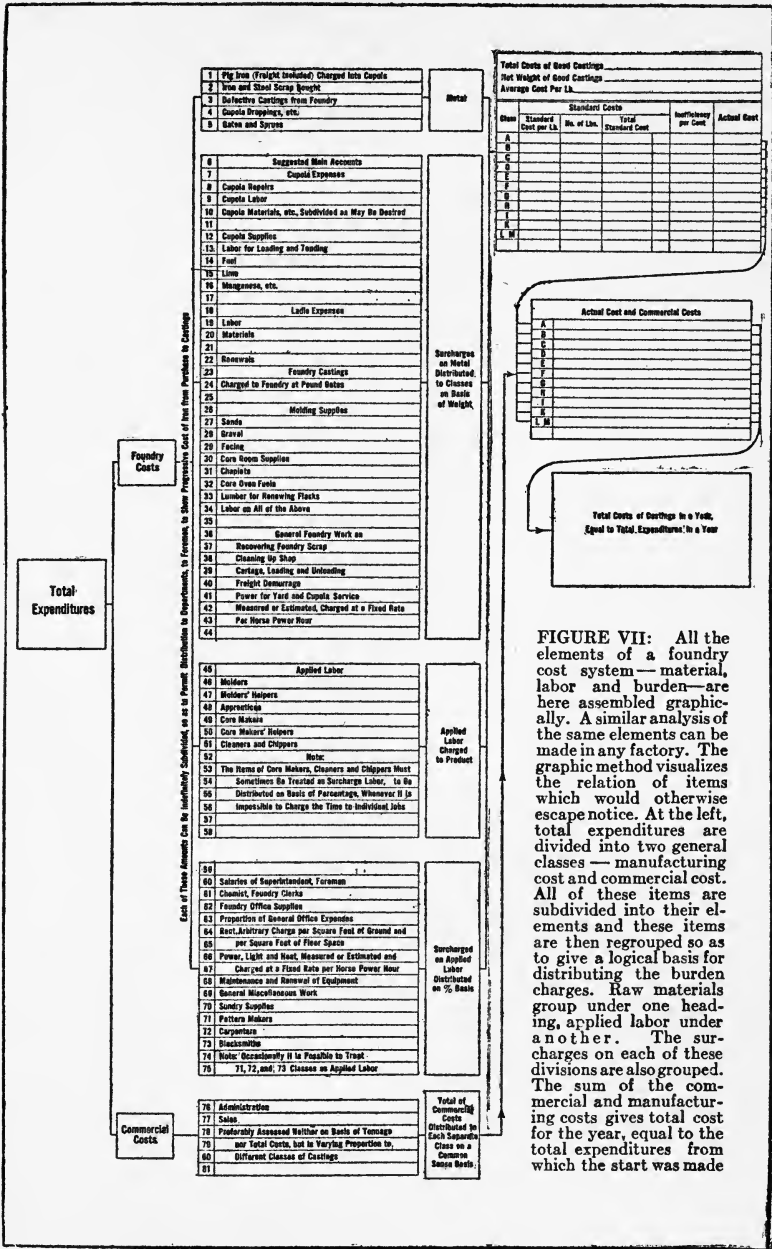 Total
Expenditures
Foundry
Costs
Commercial
Costs
Each of These Amounts Can Be Indefinitely Subdivided, so as to Permit Distribution to Departments, to Foremen, to Show Progressive Cost of Iron from Purchase to Castings
1 Pig Iron (Freight Included) Charged into Cupola
2 Iron and Steel Scrap Bought
3 Defective Castings from Foundry
4 Cupola Droppings, etc.
5 Gates and Sprues
Metal
6 Suggested Main Accounts
7 Cupola Expenses
8 Cupola Repairs
9 Cupola Labor
10 Cupola Materials, etc., Subdivided as May Be Desired
11
12 Cupola Supplies
13 Labor for Loading and Tending
14 Fuel
15 Lime
16 Manganese, etc.
17
18 Ladle Expenses
19 Labor
20 Materials
21
22 Renewals
23 Foundry Castings
24 Charged to Foundry at Pound Rates
25
26 Molding Supplies
27 Sands
28 Gravel
29 Facing
30 Core Room Supplies
31 Chaplets
32 Core Oven Fuels
33 Lumber for Renewing Flasks
34 Labor on All of the Above
35
36 General Foundry Work on
37 Recovering Foundry Scrap
38 Cleaning Up Shop
39 Cartage, Loading and Unloading
40 Freight Demurrage
41 Power for Yard and Cupola Service
42 Measured or Estimated, Charged at a Fixed Rate
43 Per Horse Power Hour
44
Surcharges
on Metal
Distributed
to Classes
on Basis
of Weight
45 Applied Labor
46 Molders
47 Molders' Helpers
48 Apprentices
49 Core Makers
50 Core Makers' Helpers
51 Cleaners and Chippers
52 Note:
53 The Items of Core Makers, Cleaners and Chippers Must
54 Sometimes Be Treated as Surcharge Labor, to Be
55 Distributed on Basis of Percentage, Whenever It Is
56 Impossible to Charge the Time to Individual Jobs
57
58
Applied
Labor
Charged
to Product
59
60 Salaries of Superintendent, Foreman
61 Chemist, Foundry Clerks
62 Foundry Office Supplies
63 Proportion of General Office Expenses
64 Rent, Arbitrary Charge per Square Foot of Ground and
65 per Square Foot of Floor Space
66 Power, Light and Heat, Measured or Estimated and
67 Charged at a Fixed Rate per Horse Power Hour
68 Maintenance and Renewal of Equipment
69 General Miscellaneous Work
70 Sundry Supplies
71 Pattern Makers
72 Carpenters
73 Blacksmiths
74 Note: Occasionally It Is Possible to Treat
75 71, 72, and 73 Classes as Applied Labor
Surcharged
on Applied
Labor
Distributed
on % Basis
76 Administration
77 Sales
78 Preferably Assessed Neither on Basis of Tonnage
79 nor Total Costs, but in Varying Proportion to
80 Different Classes of Castings
81
Total of
Commercial
Costs
Distributed to
Each Separate
Class on a
Common
Sense Basis
Total Costs of Good Castings
Net Weight of Good Castings
Average Cost Per Lb.
Class
Standard Costs
Standard Cost per Lb.
No. of Lbs.
Total Standard Cost
Inefficiency per Cent
Actual Cost
A
B
C
D
E
F
G
H
I
K
L M
Actual Cost and Commercial Costs
A
B
C
D
E
F
G
H
I
K
L M
Total Costs of Castings in a Year,
Equal to Total Expenditures in a Year
FIGURE VII: All the
elements of a foundry
cost system — material,
labor and burden—are
here assembled graphic-
ally. A similar analysis of
the same elements can be
made in any factory. The
graphic method visualizes
the relation of items
which would otherwise
escape notice. At the left,
total expenditures are
divided into two general
classes — manufacturing
cost and commercial cost.
All of these items are
subdivided into their el-
ements and these items
are then regrouped so as
to give a logical basis for
distributing the burden
charges. Raw materials
group under one head-
ing, applied labor under
another. The sur-
charges on each of these
divisions are also grouped.
The sum of the com-
mercial and manufactur-
ing costs gives total cost
for the year, equal to the
total expenditures from
which the start was made